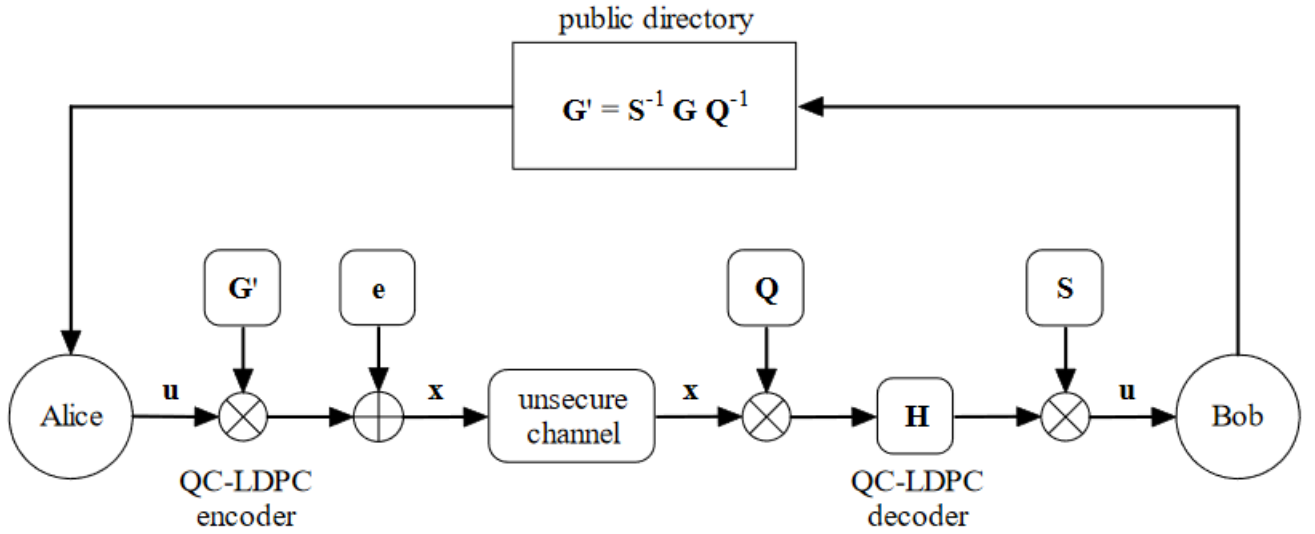 public directory
G' = S⁻¹ G Q⁻¹
G'
e
Q
S
Alice
u
x
unsecure
channel
x
H
u
Bob
QC-LDPC
encoder
QC-LDPC
decoder